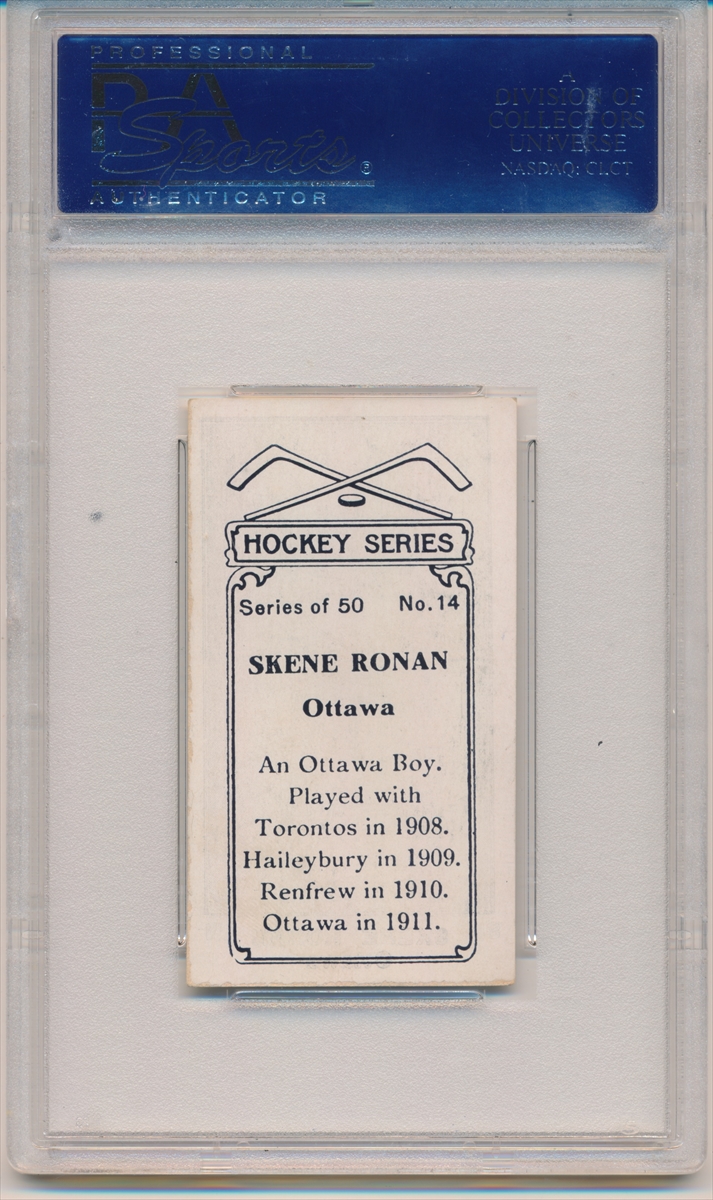 PROFESSIONAL
PSA
Sports®
AUTHENTICATOR
A
DIVISION OF
COLLECTORS
UNIVERSE
NASDAQ: CLCT
HOCKEY SERIES
Series of 50 No. 14
SKENE RONAN
Ottawa
An Ottawa Boy.
Played with
Torontos in 1908.
Haileybury in 1909.
Renfrew in 1910.
Ottawa in 1911.